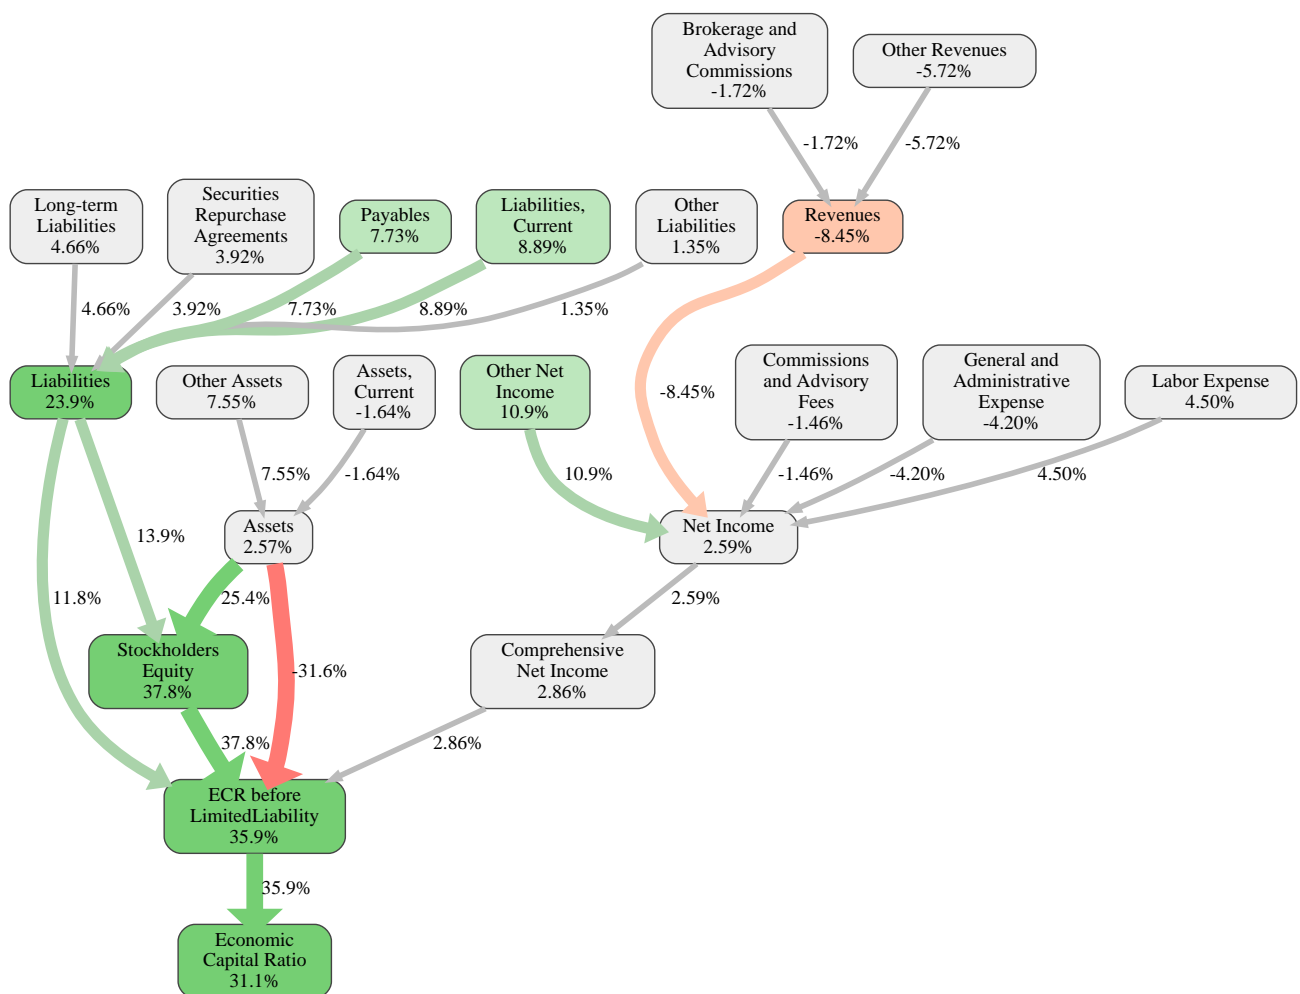 Brokerage and
Advisory
Commissions
-1.72%
Other Revenues
-5.72%
-1.72%
-5.72%
Long-term
Liabilities
4.66%
Securities
Repurchase
Agreements
3.92%
Payables
7.73%
Liabilities,
Current
8.89%
Other
Liabilities
1.35%
Revenues
-8.45%
4.66%
3.92%
7.73%
8.89%
1.35%
-8.45%
Liabilities
23.9%
Other Assets
7.55%
Assets,
Current
-1.64%
Other Net
Income
10.9%
Commissions
and Advisory
Fees
-1.46%
General and
Administrative
Expense
-4.20%
Labor Expense
4.50%
7.55%
-1.64%
10.9%
-1.46%
-4.20%
4.50%
13.9%
Assets
2.57%
Net Income
2.59%
11.8%
25.4%
2.59%
Stockholders
Equity
37.8%
-31.6%
Comprehensive
Net Income
2.86%
37.8%
2.86%
ECR before
LimitedLiability
35.9%
35.9%
Economic
Capital Ratio
31.1%